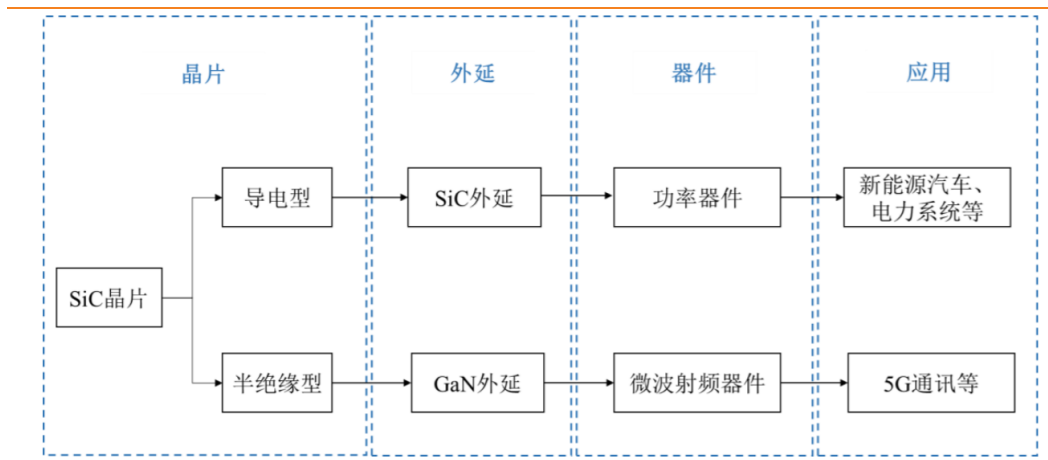 晶片
外延
器件
应用
导电型
SiC外延
功率器件
新能源汽车、
电力系统等
SiC晶片
半绝缘型
GaN外延
微波射频器件
5G通讯等